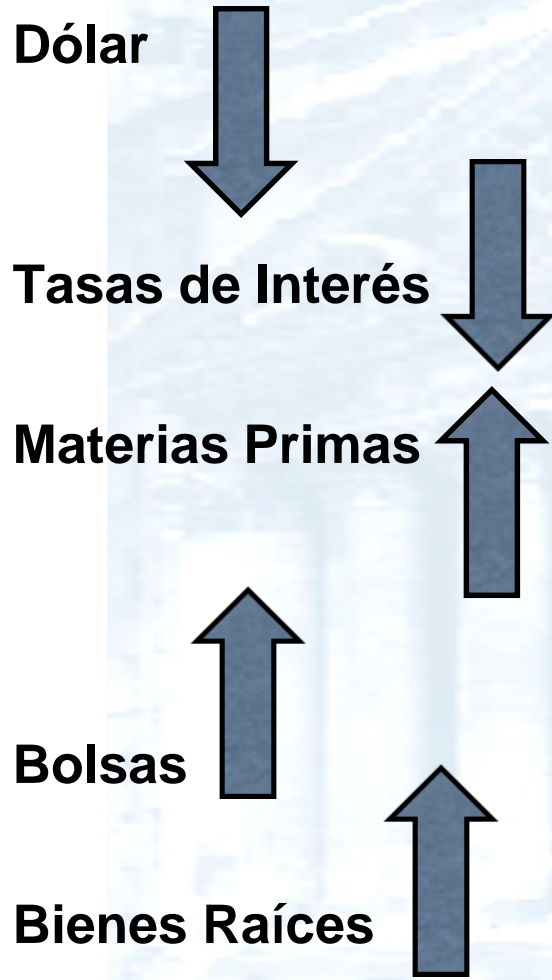 Dólar
Tasas de Interés
Materias Primas
Bolsas
Bienes Raíces